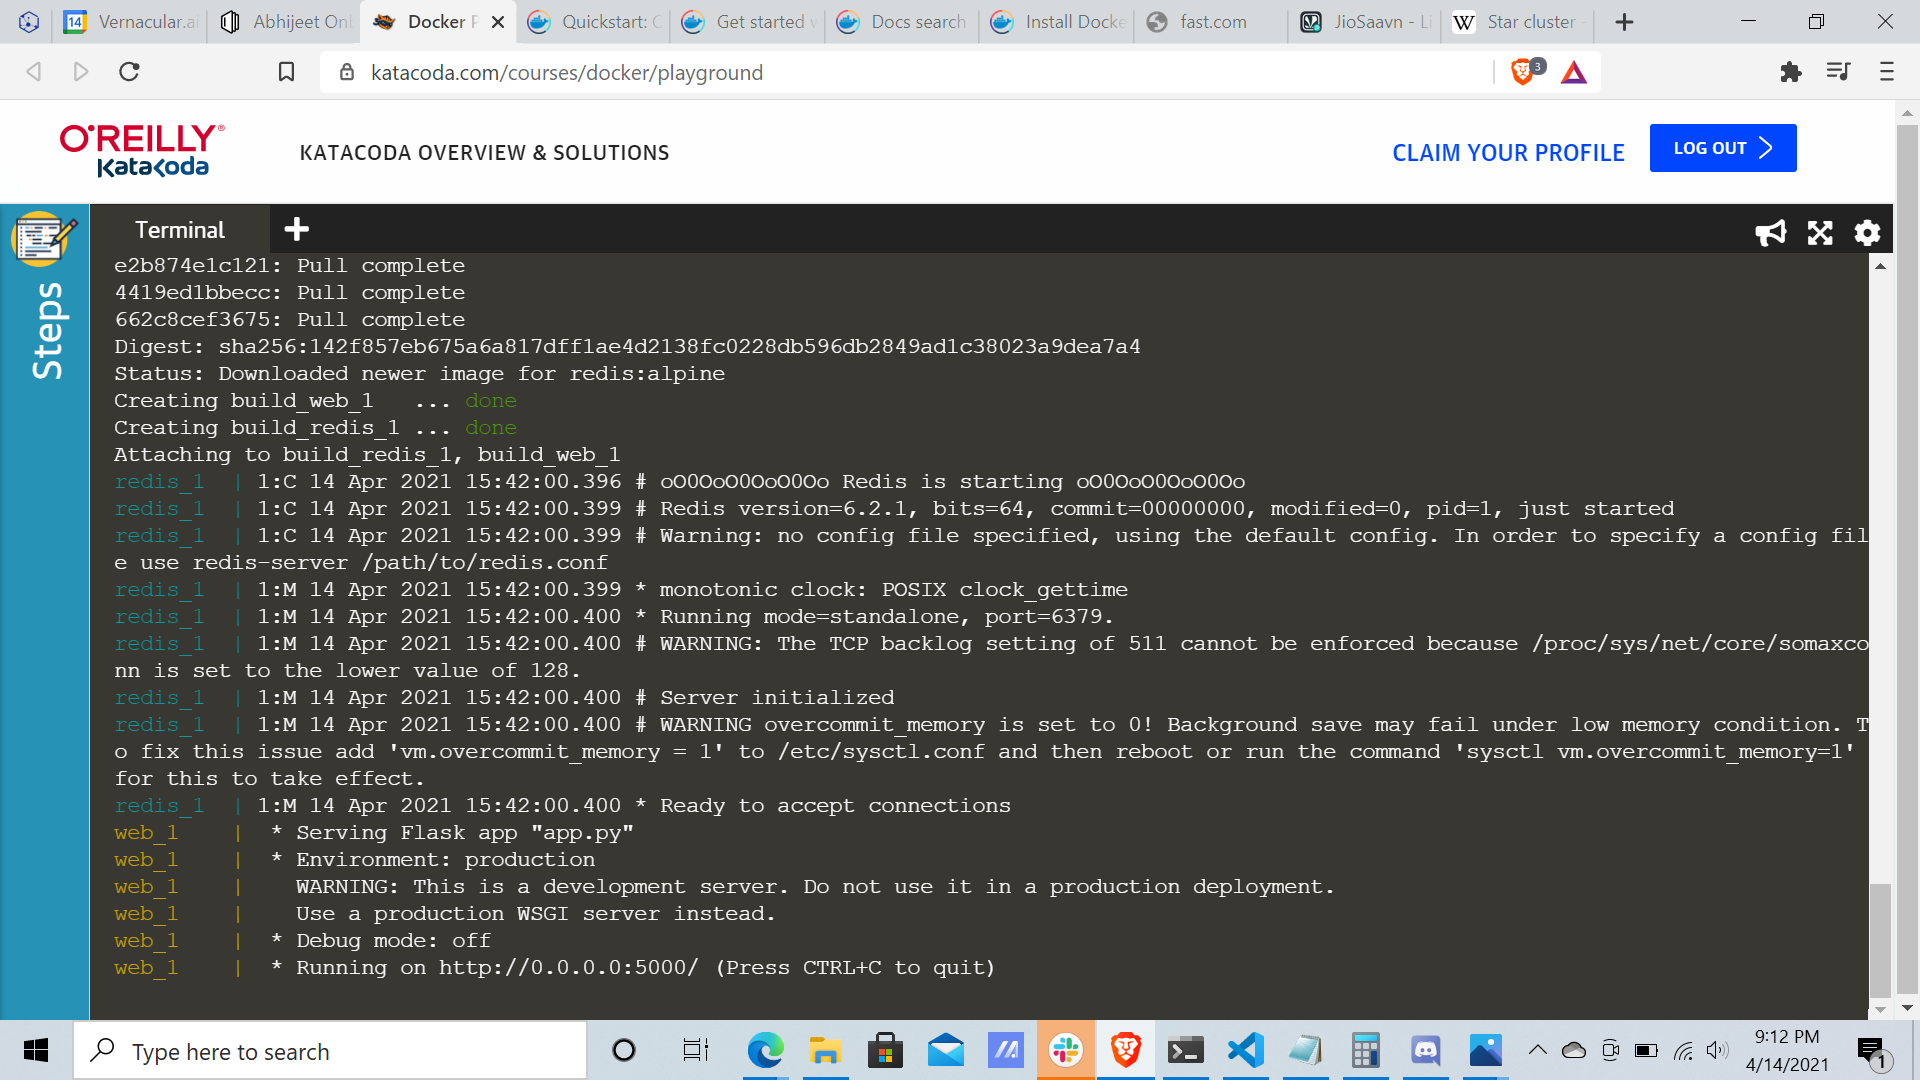 14 Vernacular.ai
Abhijeet Onb
Docker P
Quickstart: C
Get started w
Docs search
Install Docke
fast.com
JioSaavn - Li
W Star cluster -
katacoda.com/courses/docker/playground
3
O'REILLY®
KataKoda
KATACODA OVERVIEW & SOLUTIONS
CLAIM YOUR PROFILE
LOG OUT
Steps
Terminal
e2b874e1c121: Pull complete
4419ed1bbecc: Pull complete
662c8cef3675: Pull complete
Digest: sha256:142f857eb675a6a817dff1ae4d2138fc0228db596db2849ad1c38023a9dea7a4
Status: Downloaded newer image for redis:alpine
Creating build_web_1   ... done
Creating build_redis_1 ... done
Attaching to build_redis_1, build_web_1
redis_1  | 1:C 14 Apr 2021 15:42:00.396 # oO0OoO0OoO0Oo Redis is starting oO0OoO0OoO0Oo
redis_1  | 1:C 14 Apr 2021 15:42:00.399 # Redis version=6.2.1, bits=64, commit=00000000, modified=0, pid=1, just started
redis_1  | 1:C 14 Apr 2021 15:42:00.399 # Warning: no config file specified, using the default config. In order to specify a config fil
e use redis-server /path/to/redis.conf
redis_1  | 1:M 14 Apr 2021 15:42:00.399 * monotonic clock: POSIX clock_gettime
redis_1  | 1:M 14 Apr 2021 15:42:00.400 * Running mode=standalone, port=6379.
redis_1  | 1:M 14 Apr 2021 15:42:00.400 # WARNING: The TCP backlog setting of 511 cannot be enforced because /proc/sys/net/core/somaxco
nn is set to the lower value of 128.
redis_1  | 1:M 14 Apr 2021 15:42:00.400 # Server initialized
redis_1  | 1:M 14 Apr 2021 15:42:00.400 # WARNING overcommit_memory is set to 0! Background save may fail under low memory condition. T
o fix this issue add 'vm.overcommit_memory = 1' to /etc/sysctl.conf and then reboot or run the command 'sysctl vm.overcommit_memory=1'
for this to take effect.
redis_1  | 1:M 14 Apr 2021 15:42:00.400 * Ready to accept connections
web_1    |  * Serving Flask app "app.py"
web_1    |  * Environment: production
web_1    |    WARNING: This is a development server. Do not use it in a production deployment.
web_1    |    Use a production WSGI server instead.
web_1    |  * Debug mode: off
web_1    |  * Running on http://0.0.0.0:5000/ (Press CTRL+C to quit)
Type here to search
9:12 PM
4/14/2021
1